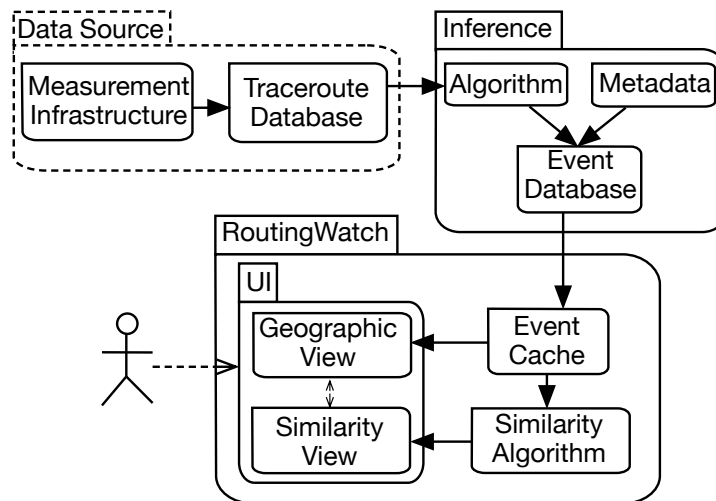 Data Source
Measurement
Infrastructure
Traceroute
Database
Inference
Algorithm
Metadata
Event
Database
RoutingWatch
UI
Geographic
View
Event
Cache
Similarity
View
Similarity
Algorithm